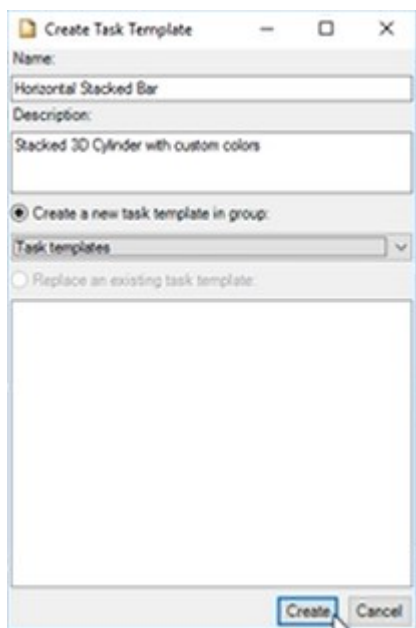 Create Task Template
Name:
Horizontal Stacked Bar
Description:
Stacked 3D Cylinder with custom colors
Create a new task template in group:
Task templates
Replace an existing task template:
Create Cancel